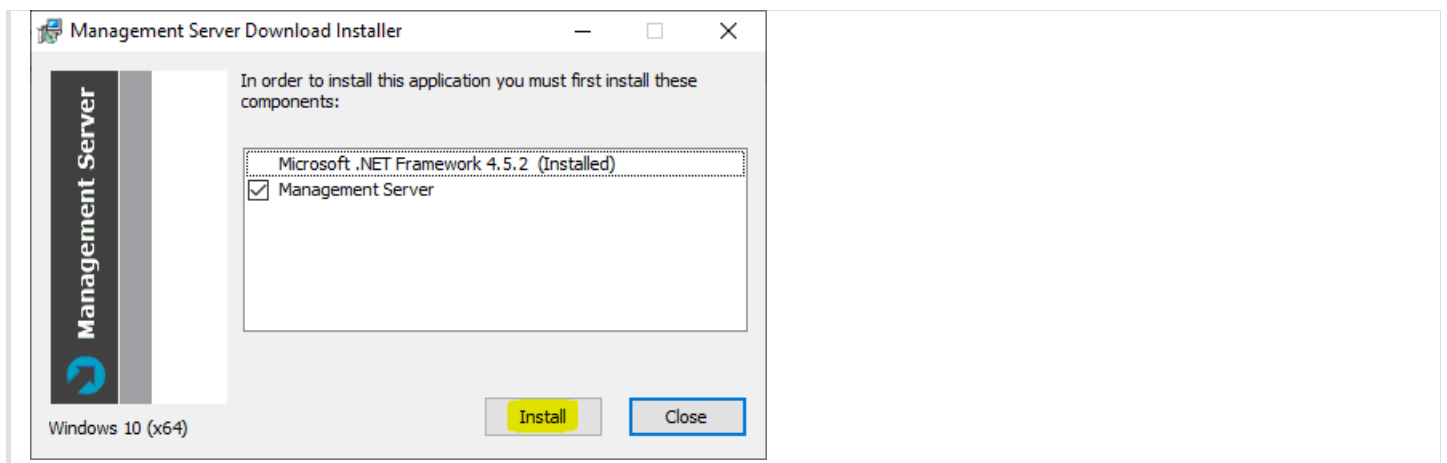 Management Server Download Installer
In order to install this application you must first install these
components:
Microsoft .NET Framework 4.5.2 (Installed)
Management Server
Management Server
Install
Close
Windows 10 (x64)